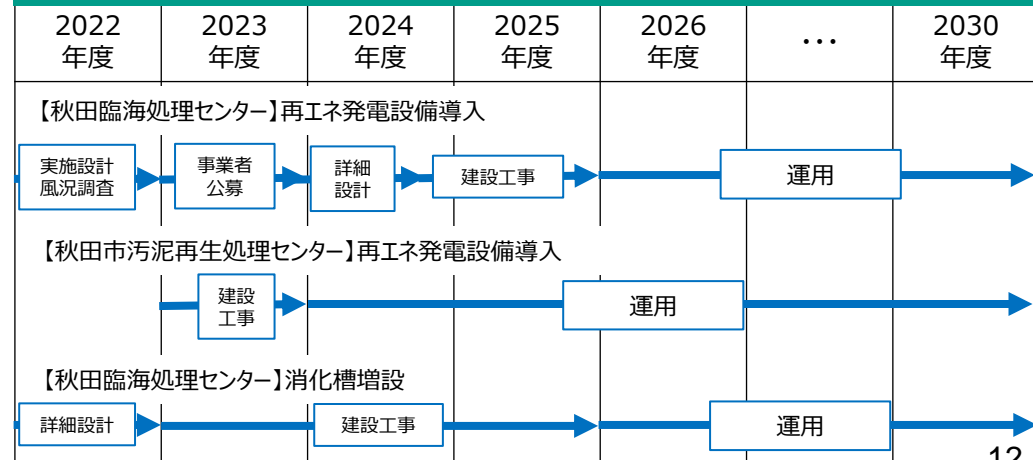 2022
年度
2023
年度
2024
年度
2025
年度
2026
年度
…
2030
年度
【秋田臨海処理センター】再エネ発電設備導入
実施設計
風況調査
事業者
公募
詳細
設計
建設工事
運用
【秋田市汚泥再生処理センター】再エネ発電設備導入
建設
工事
運用
【秋田臨海処理センター】消化槽増設
詳細設計
建設工事
運用
12